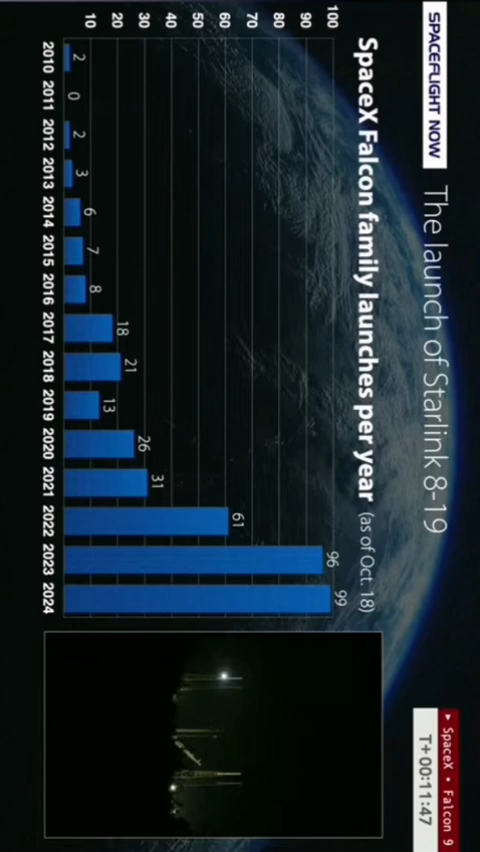 SPACEFLIGHT NOW
The launch of Starlink 8-19
▸ SpaceX • Falcon 9
T+00:11:47
SpaceX Falcon family launches per year (as of Oct. 18)
100
90
80
70
60
50
40
30
20
10
2 0 2 3 6 7 8 18 21 13 26 31 61 96 99
2010 2011 2012 2013 2014 2015 2016 2017 2018 2019 2020 2021 2022 2023 2024